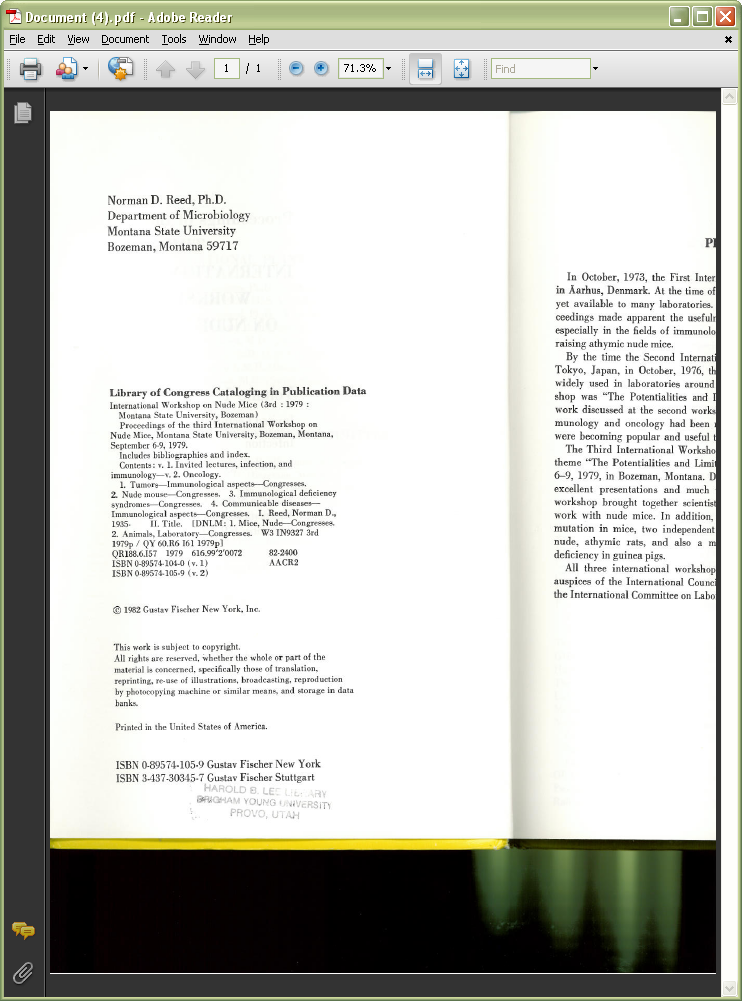 Document (4).pdf - Adobe Reader
File Edit View Document Tools Window Help
1 / 1
71.3%
Find
Norman D. Reed, Ph.D.
Department of Microbiology
Montana State University
Bozeman, Montana 59717
Library of Congress Cataloging in Publication Data
International Workshop on Nude Mice (3rd : 1979 :
Montana State University, Bozeman)
Proceedings of the third International Workshop on
Nude Mice, Montana State University, Bozeman, Montana,
September 6-9, 1979.
Includes bibliographies and index.
Contents: v. 1. Invited lectures, infection, and
immunology—v. 2. Oncology.
1. Tumors—Immunological aspects—Congresses.
2. Nude mouse—Congresses. 3. Immunological deficiency
syndromes—Congresses. 4. Communicable diseases—
Immunological aspects—Congresses. I. Reed, Norman D.,
1935- II. Title. [DNLM: 1. Mice, Nude—Congresses.
2. Animals, Laboratory—Congresses. W3 IN9327 3rd
1979p / QY 60.R6 I61 1979p]
QR188.6.I57 1979 616.99'2'0072 82-2400
ISBN 0-89574-104-0 (v. 1) AACR2
ISBN 0-89574-105-9 (v. 2)
© 1982 Gustav Fischer New York, Inc.
This work is subject to copyright.
All rights are reserved, whether the whole or part of the
material is concerned, specifically those of translation,
reprinting, re-use of illustrations, broadcasting, reproduction
by photocopying machine or similar means, and storage in data
banks.
Printed in the United States of America.
ISBN 0-89574-105-9 Gustav Fischer New York
ISBN 3-437-30345-7 Gustav Fischer Stuttgart
HAROLD B. LEE LIBRARY
BRIGHAM YOUNG UNIVERSITY
PROVO, UTAH
In October, 1973, the First Inter
in Äarhus, Denmark. At the time of
yet available to many laboratories.
ceedings made apparent the usefuln
especially in the fields of immunolo
raising athymic nude mice.
By the time the Second Internati
Tokyo, Japan, in October, 1976, th
widely used in laboratories around
shop was "The Potentialities and
work discussed at the second works
munology and oncology had been
were becoming popular and useful t
The Third International Worksho
theme "The Potentialities and Limi
6–9, 1979, in Bozeman, Montana. D
excellent presentations and much
workshop brought together scientist
work with nude mice. In addition,
mutation in mice, two independent
nude, athymic rats, and also a m
deficiency in guinea pigs.
All three international workshop
auspices of the International Counci
the International Committee on Labo